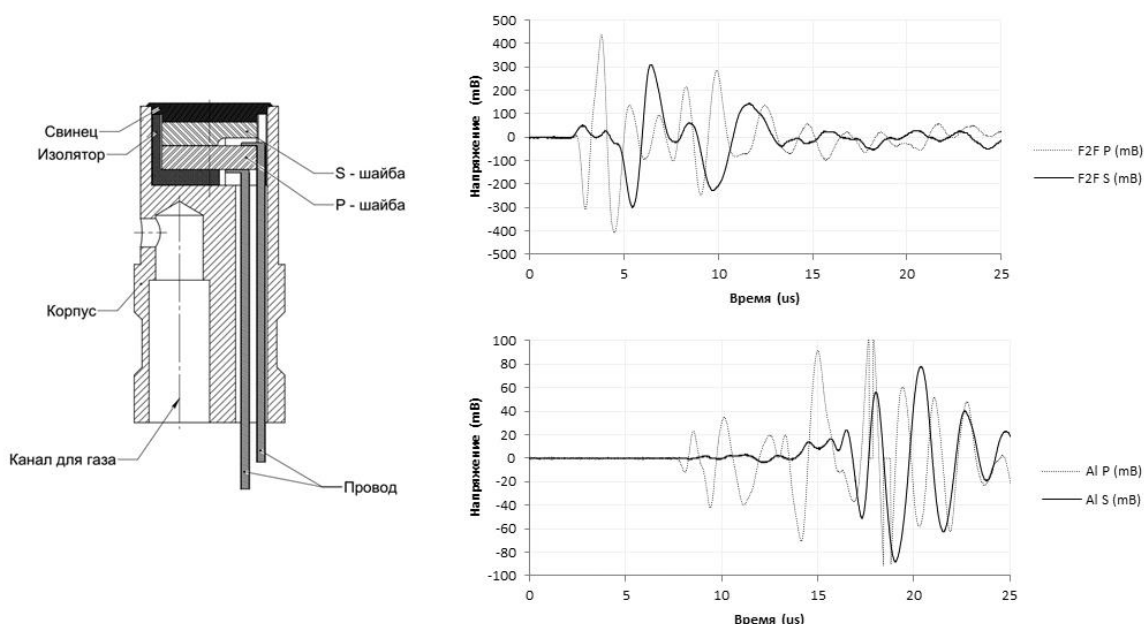 Свинец
Изолятор
S - шайба
P - шайба
Корпус
Канал для газа
Провод
500
400
300
200
100
0
-100
-200
-300
-400
-500
Напряжение (mB)
0 5 10 15 20 25
Время (us)
F2F P (mB)
F2F S (mB)
100
80
60
40
20
0
-20
-40
-60
-80
-100
Напряжение (mB)
0 5 10 15 20 25
Время (us)
Al P (mB)
Al S (mB)